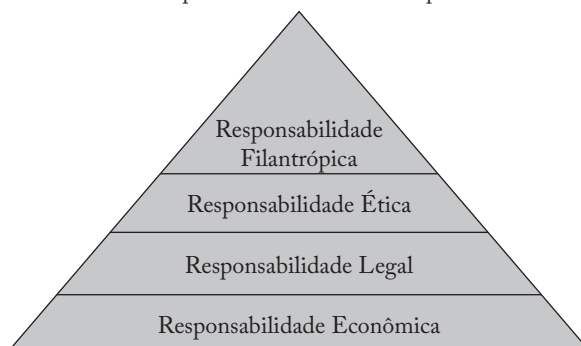 Responsabilidade
Filantrópica
Responsabilidade Ética
Responsabilidade Legal
Responsabilidade Econômica